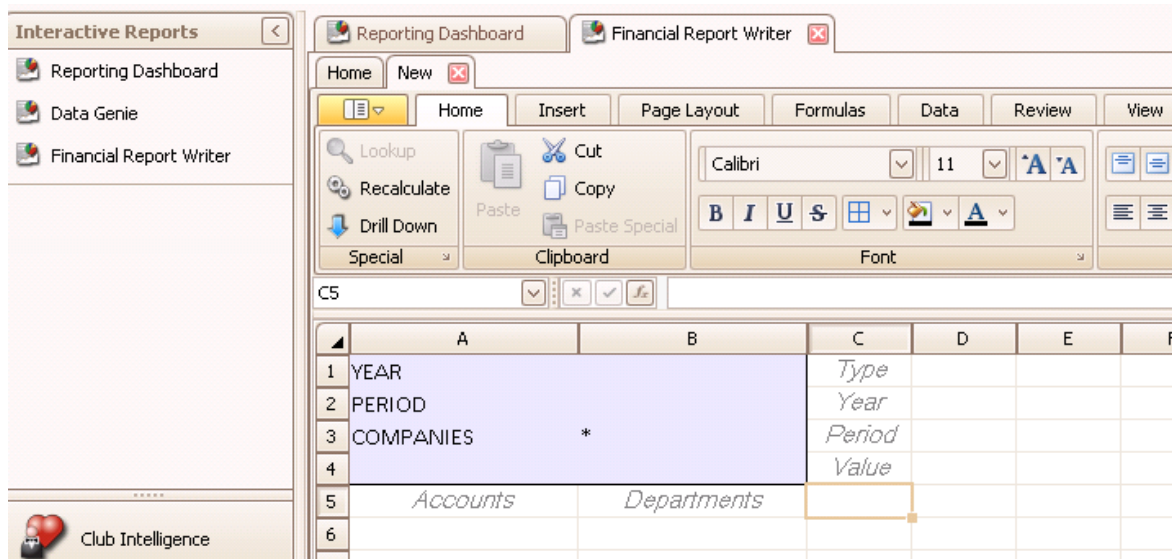 Interactive Reports
Reporting Dashboard
Data Genie
Financial Report Writer
Club Intelligence
Reporting Dashboard Financial Report Writer
Home New
Home Insert Page Layout Formulas Data Review View
Lookup
Recalculate
Drill Down
Special
Paste
Cut
Copy
Paste Special
Clipboard
Calibri 11 A A
B I U S A
Font
C5 fx
A B C D E
1 YEAR Type
2 PERIOD Year
3 COMPANIES * Period
4 Value
5 Accounts Departments
6